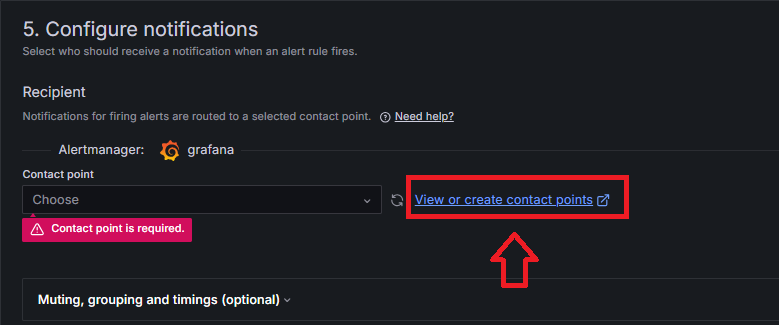 5. Configure notifications
Select who should receive a notification when an alert rule fires.
Recipient
Notifications for firing alerts are routed to a selected contact point. Need help?
Alertmanager: grafana
Contact point
Choose View or create contact points
Contact point is required.
Muting, grouping and timings (optional)